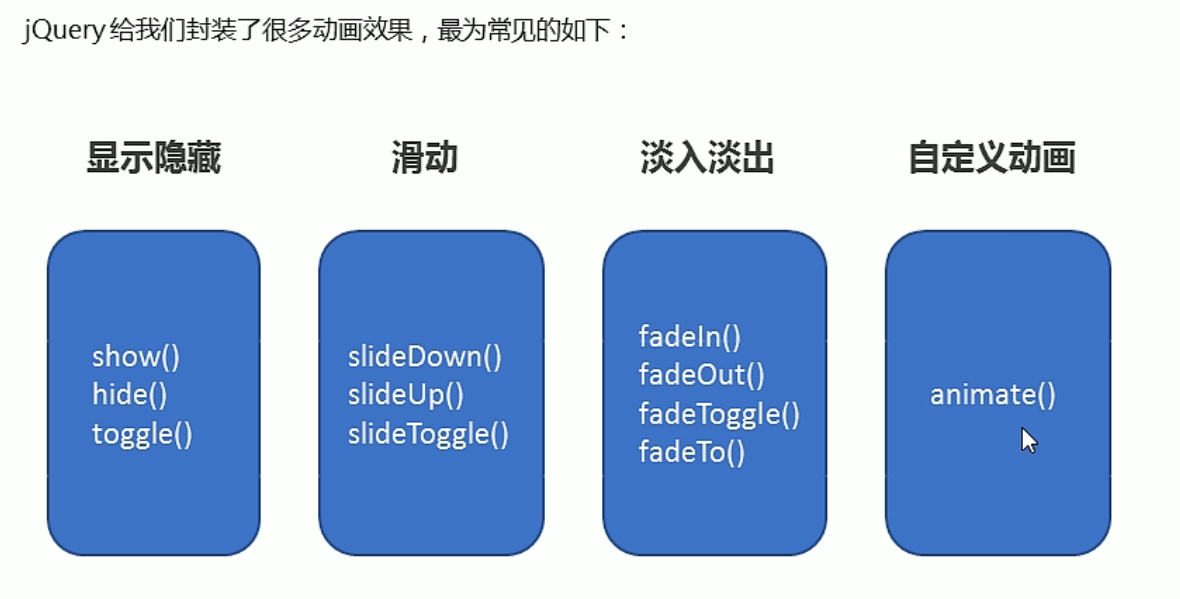 jQuery 给我们封装了很多动画效果，最为常见的如下：
显示隐藏
show()
hide()
toggle()
滑动
slideDown()
slideUp()
slideToggle()
淡入淡出
fadeIn()
fadeOut()
fadeToggle()
fadeTo()
自定义动画
animate()